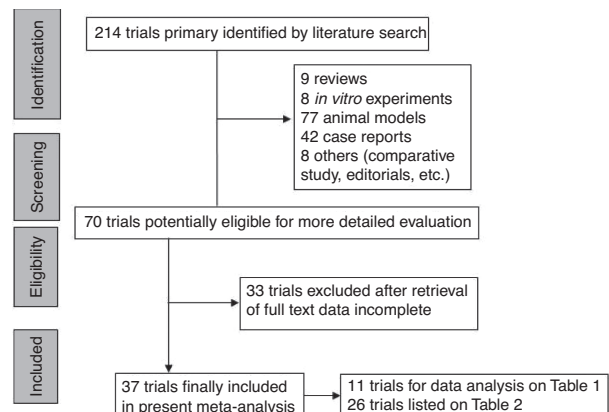 Identification
214 trials primary identified by literature search
9 reviews
8 in vitro experiments
77 animal models
42 case reports
8 others (comparative
study, editorials, etc.)
Screening
70 trials potentially eligible for more detailed evaluation
Eligibility
33 trials excluded after retrieval
of full text data incomplete
Included
37 trials finally included
in present meta-analysis
11 trials for data analysis on Table 1
26 trials listed on Table 2